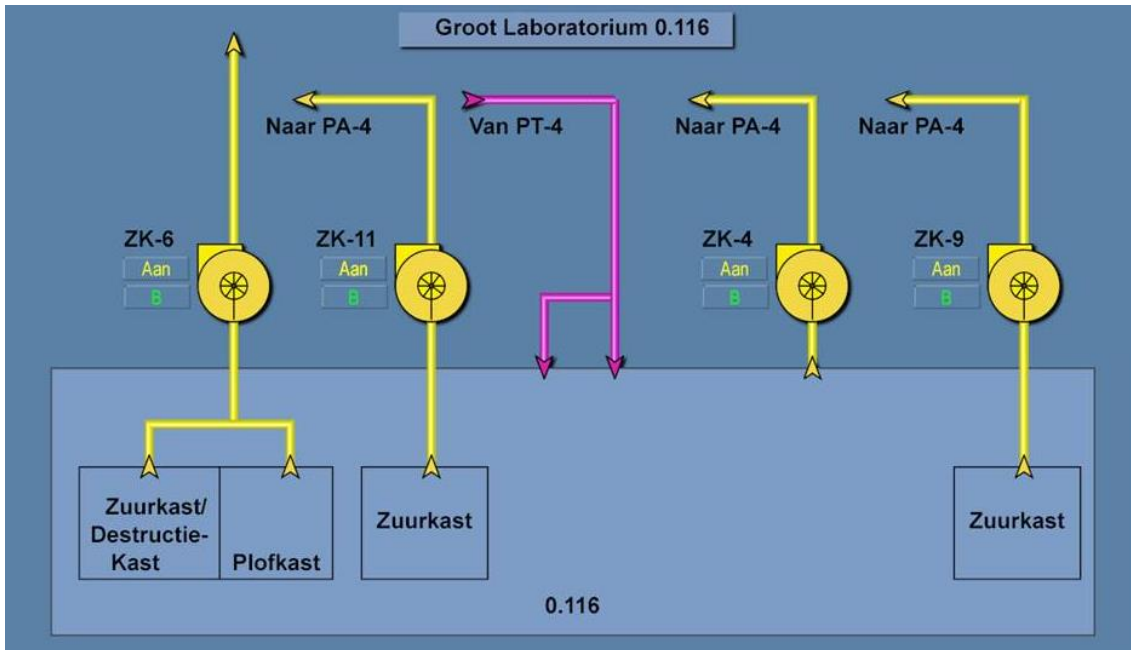 Groot Laboratorium 0.116
Naar PA-4
Van PT-4
Naar PA-4
Naar PA-4
ZK-6
Aan
B
ZK-11
Aan
B
ZK-4
Aan
B
ZK-9
Aan
B
Zuurkast/
Destructie-
Kast
Plofkast
Zuurkast
Zuurkast
0.116